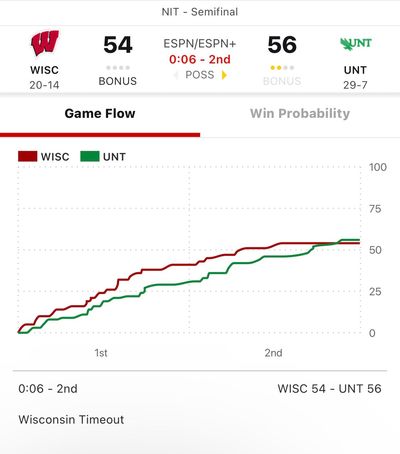 NIT - Semifinal
W
54
ESPN/ESPN+
56
UNT
0:06 - 2nd
POSS
WISC
20-14
BONUS
BONUS
UNT
29-7
Game Flow
Win Probability
WISC
UNT
100
75
50
25
0
1st
2nd
0:06 - 2nd
WISC 54 - UNT 56
Wisconsin Timeout